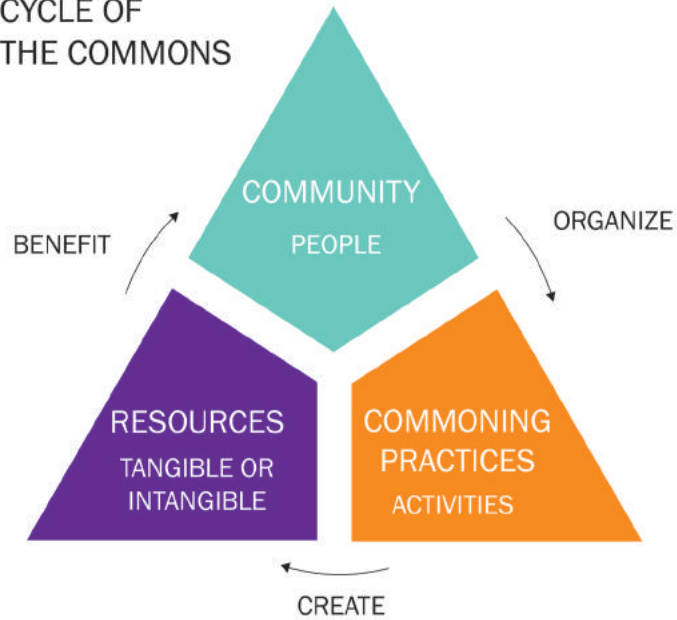 CYCLE OF
THE COMMONS
COMMUNITY
PEOPLE
BENEFIT
ORGANIZE
RESOURCES
TANGIBLE OR
INTANGIBLE
COMMONING
PRACTICES
ACTIVITIES
CREATE